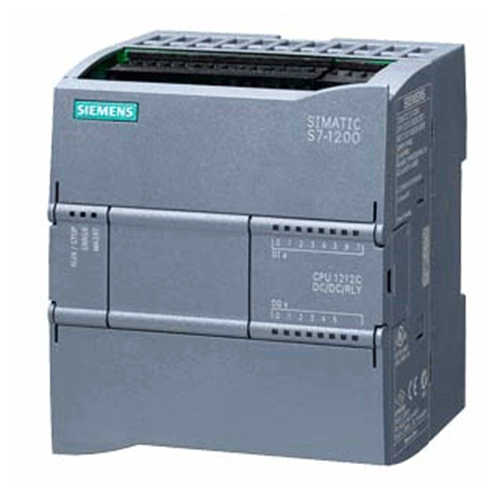 SIEMENS
SIMATIC
S7-1200
RUN / STOP
ERROR
MAINT
0 1 2 3 4 5 6 7
DI a
CPU 1212C
DC/DC/RLY
DQ a
0 1 2 3 4 5